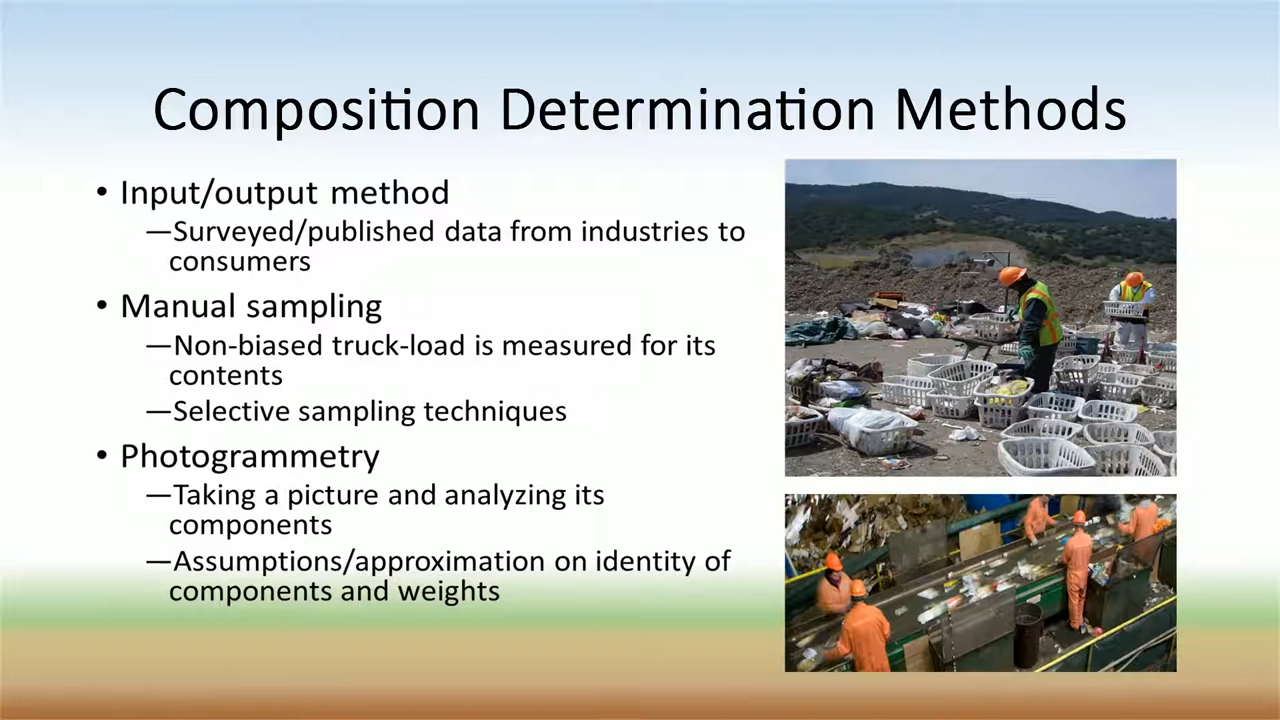 Composition Determination Methods
• Input/output method
—Surveyed/published data from industries to
consumers
• Manual sampling
—Non-biased truck-load is measured for its
contents
—Selective sampling techniques
• Photogrammetry
—Taking a picture and analyzing its
components
—Assumptions/approximation on identity of
components and weights